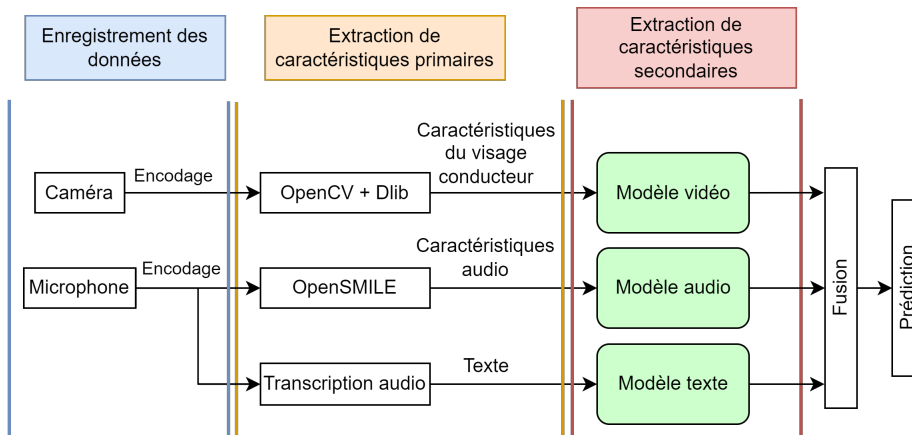 Enregistrement des
données
Extraction de
caractéristiques primaires
Extraction de
caractéristiques
secondaires
Caméra
Encodage
OpenCV + Dlib
Caractéristiques
du visage
conducteur
Modèle vidéo
Microphone
Encodage
OpenSMILE
Caractéristiques
audio
Modèle audio
Transcription audio
Texte
Modèle texte
Fusion
Prédiction